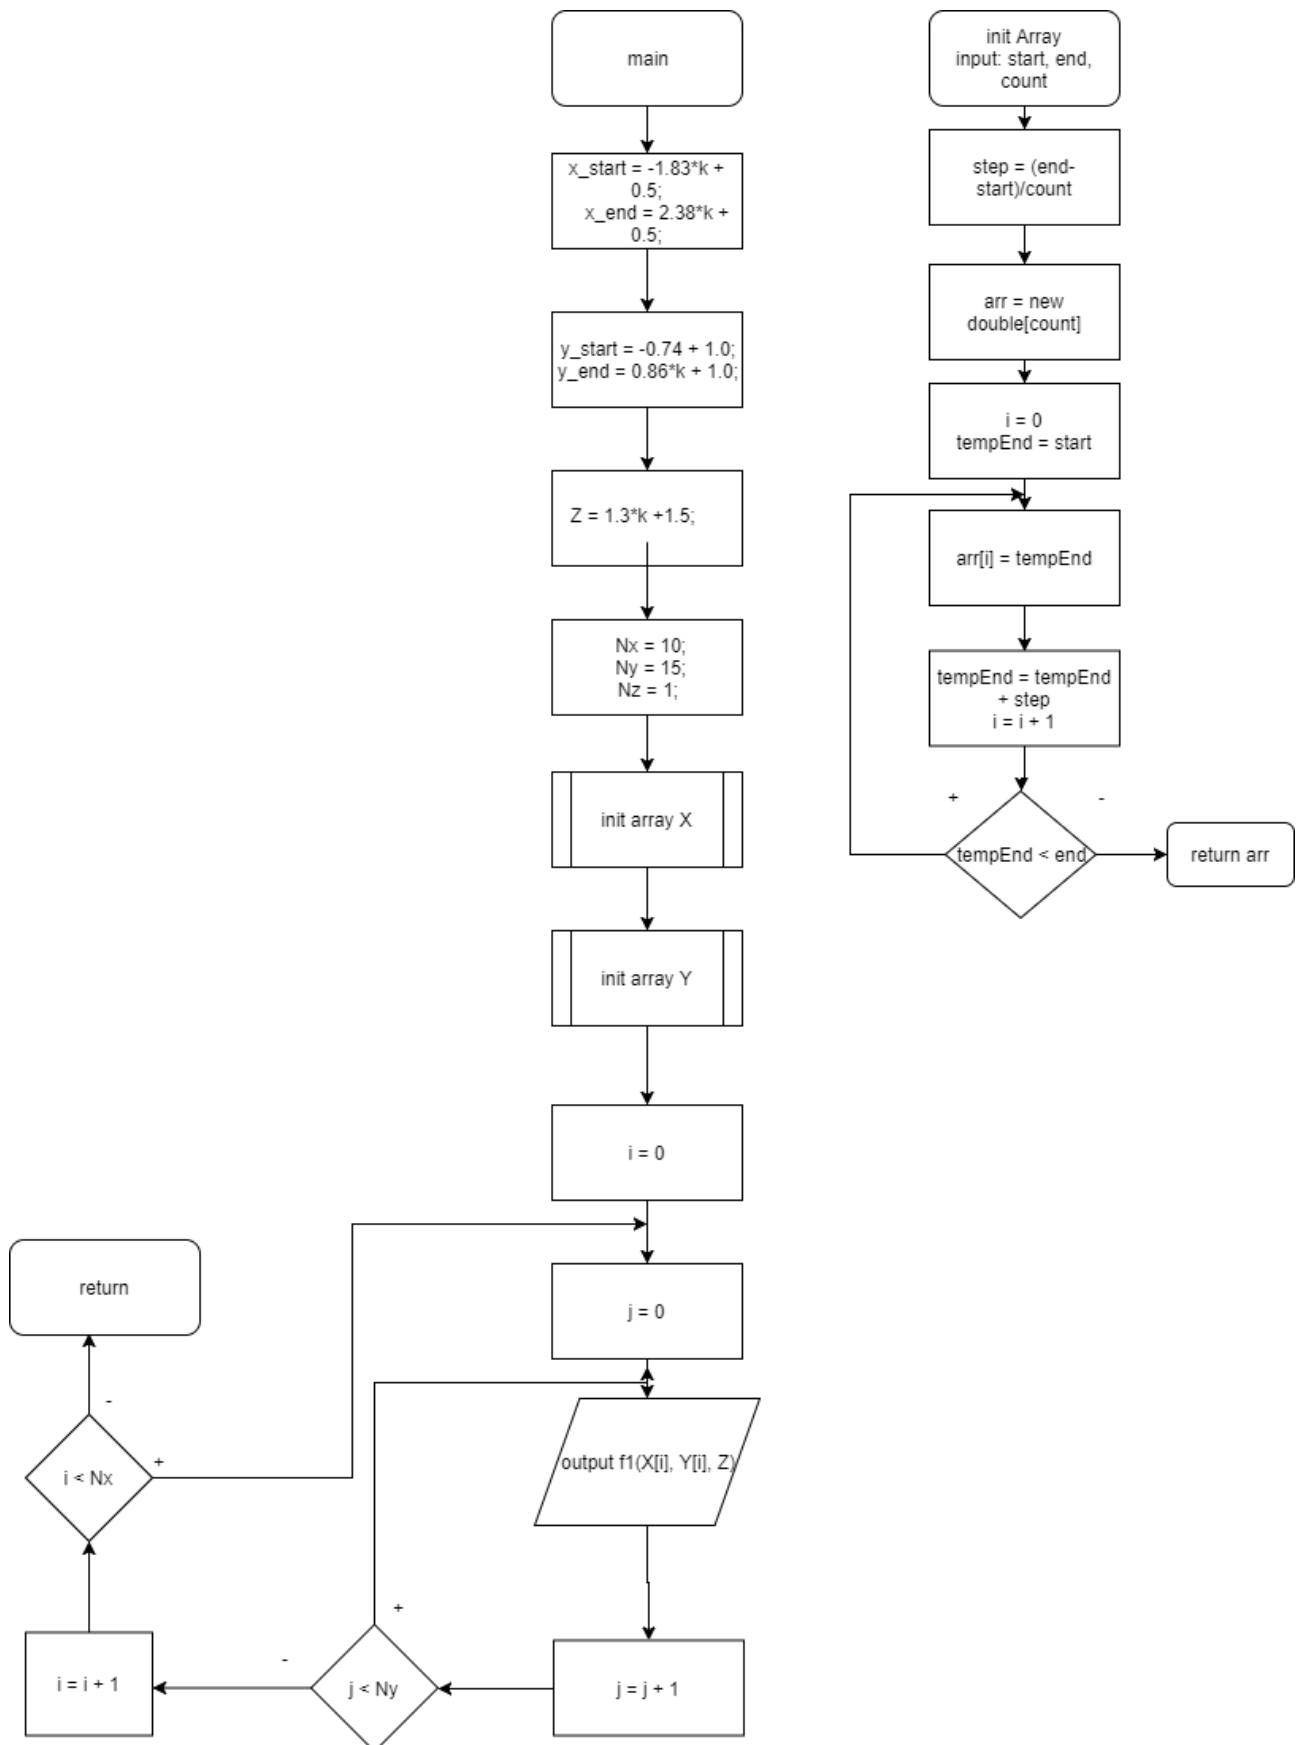 main
x_start = -1.83*k +
0.5;
x_end = 2.38*k +
0.5;
y_start = -0.74 + 1.0;
y_end = 0.86*k + 1.0;
Z = 1.3*k +1.5;
Nx = 10;
Ny = 15;
Nz = 1;
init array X
init array Y
i = 0
j = 0
output f1(X[i], Y[i], Z)
j = j + 1
j < Ny
+
-
i = i + 1
i < Nx
+
-
return
init Array
input: start, end,
count
step = (end-
start)/count
arr = new
double[count]
i = 0
tempEnd = start
arr[i] = tempEnd
tempEnd = tempEnd
+ step
i = i + 1
tempEnd < end
+
-
return arr